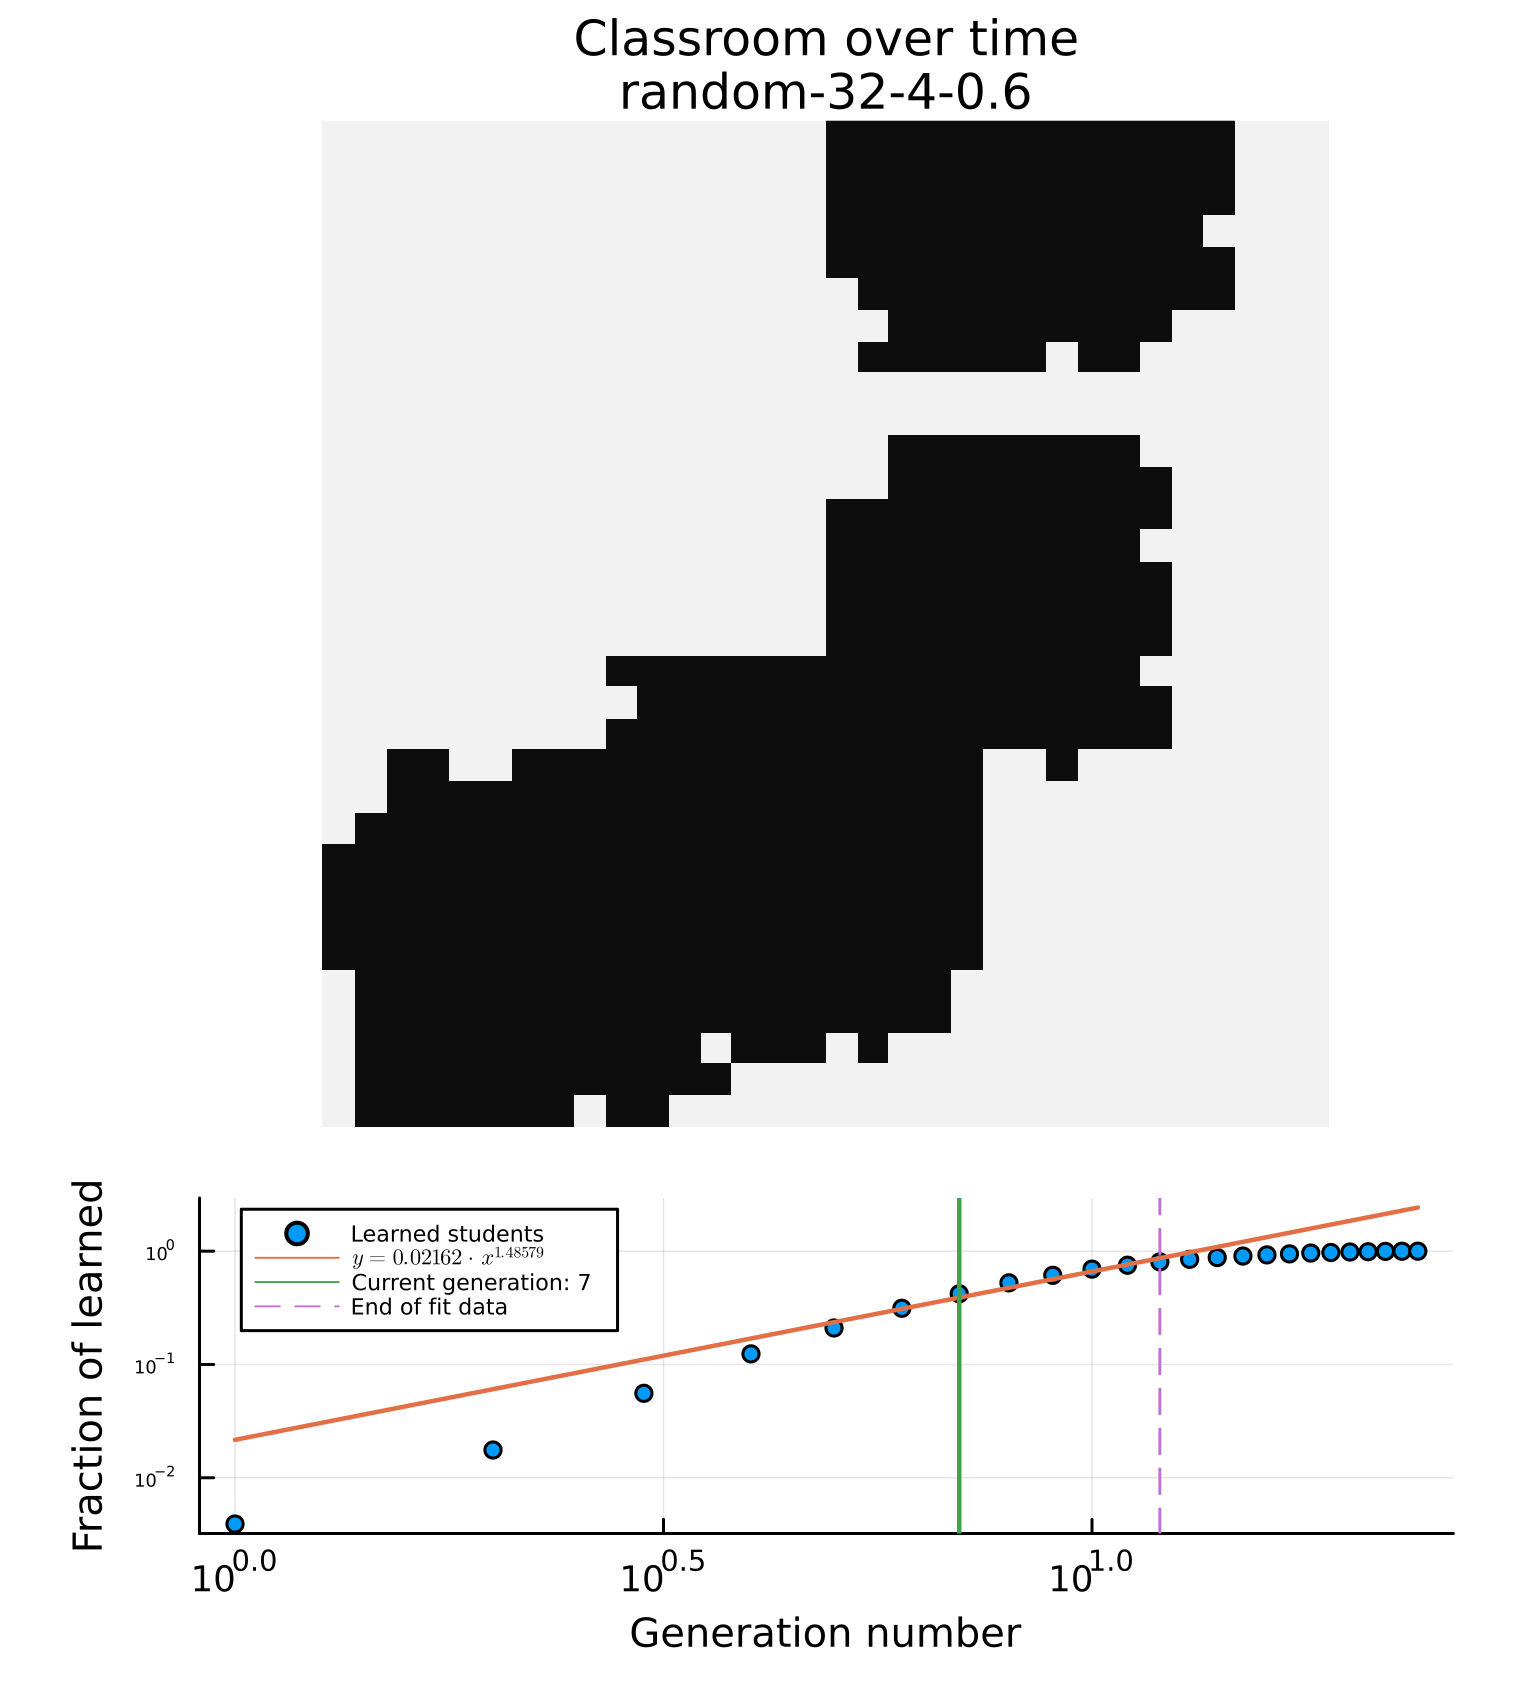 Classroom over time
random-32-4-0.6
Fraction of learned
10⁰
10⁻¹
10⁻²
Learned students
y = 0.02162 · x^1.48579
Current generation: 7
End of fit data
10^0.0 10^0.5 10^1.0
Generation number